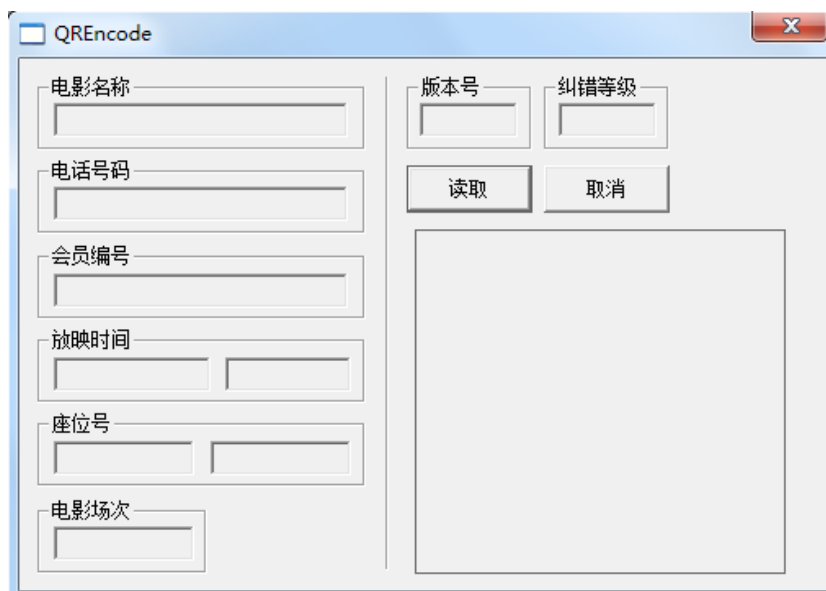 QREncode
电影名称
电话号码
会员编号
放映时间
座位号
电影场次
版本号
纠错等级
读取
取消